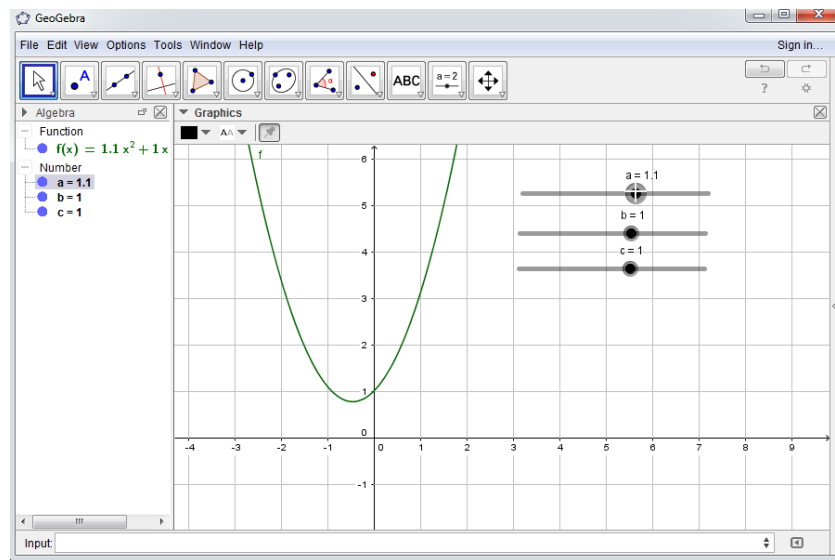 GeoGebra
File Edit View Options Tools Window Help
Sign in...
A
α
ABC
a=2
?
Algebra
Graphics
AA
Function
f(x) = 1.1 x² + 1 x
Number
a = 1.1
b = 1
c = 1
f
a = 1.1
b = 1
c = 1
6
5
4
3
2
1
0
-1
-4 -3 -2 -1 0 1 2 3 4 5 6 7 8 9
Input: